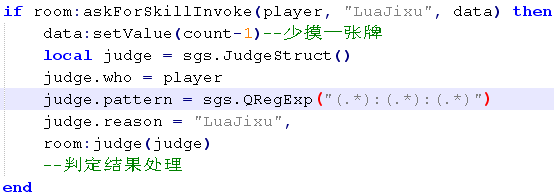 if room:askForSkillInvoke(player, "LuaJixu", data) then
data:setValue(count-1)--少摸一张牌
local judge = sgs.JudgeStruct()
judge.who = player
judge.pattern = sgs.QRegExp("(.*):(.*):(.*)")
judge.reason = "LuaJixu",
room:judge(judge)
--判定结果处理
end